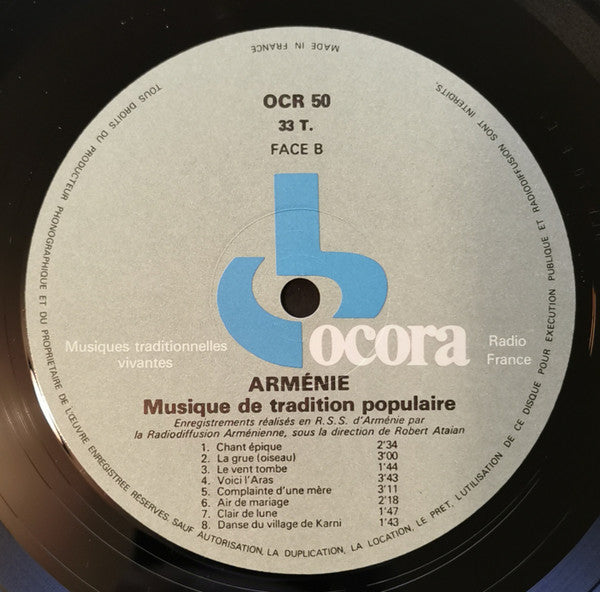 MADE IN FRANCE
OCR 50
33 T.
FACE B
ocora
Musiques traditionnelles
vivantes
Radio
France
ARMÉNIE
Musique de tradition populaire
Enregistrements réalisés en R.S.S. d'Arménie par
la Radiodiffusion Arménienne, sous la direction de Robert Ataian
1. Chant épique 2'34
2. La grue (oiseau) 3'00
3. Le vent tombe 1'44
4. Voici l'Aras 3'43
5. Complainte d'une mère 3'11
6. Air de mariage 2'18
7. Clair de lune 1'47
8. Danse du village de Karni 1'43
TOUS DROITS DU PRODUCTEUR PHONOGRAPHIQUE ET DU PROPRIETAIRE DE L'ŒUVRE ENREGISTREE RESERVES. SAUF AUTORISATION, LA DUPLICATION, LA LOCATION, LE PRET, L'UTILISATION DE CE DISQUE POUR EXECUTION PUBLIQUE ET RADIODIFFUSION SONT INTERDITS.